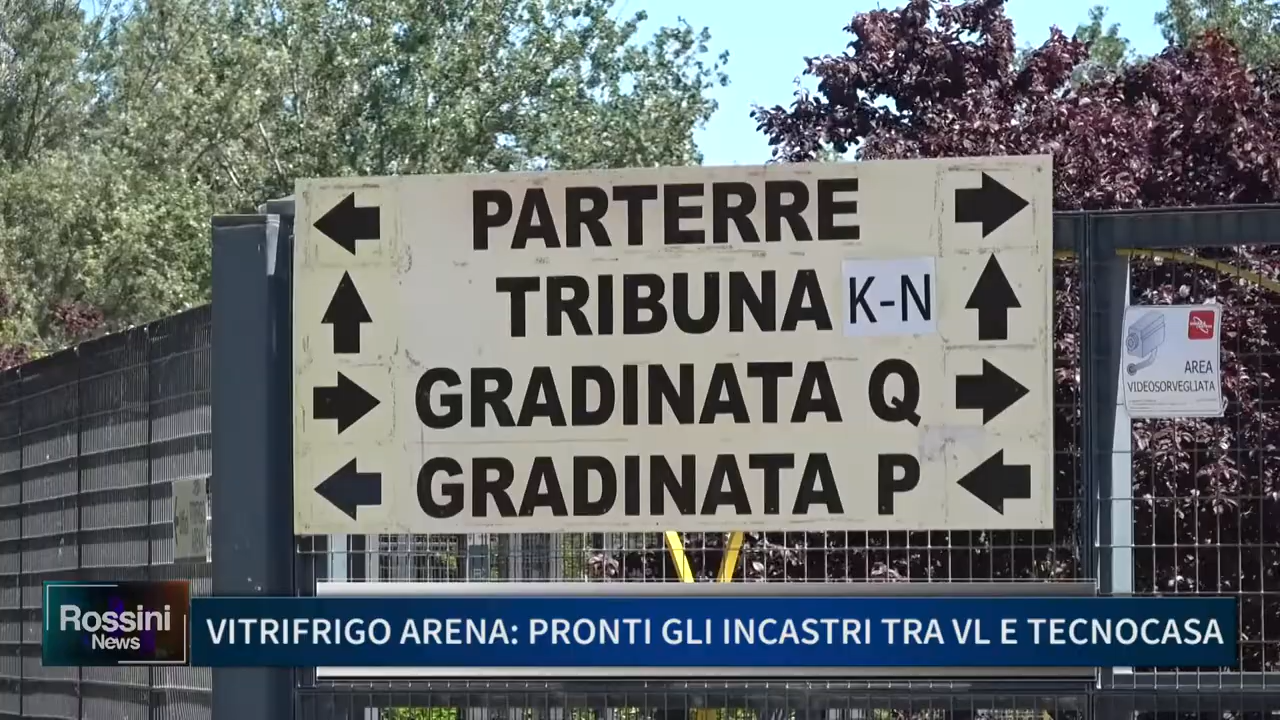 PARTERRE
TRIBUNA K-N
GRADINATA Q
GRADINATA P
AREA
VIDEOSORVEGLIATA
Rossini
News
VITRIFRIGO ARENA: PRONTI GLI INCASTRI TRA VL E TECNOCASA